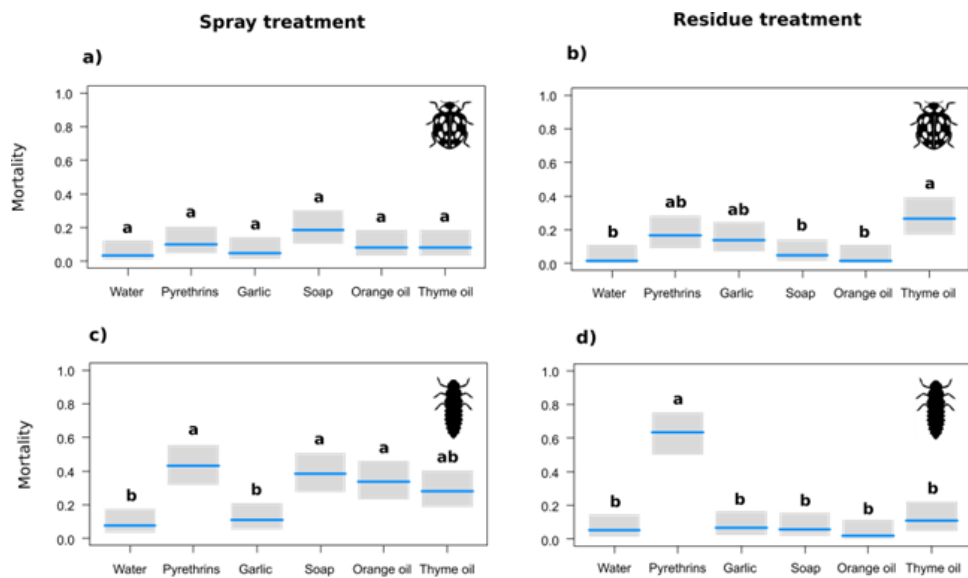 Spray treatment
Residue treatment
a)
b)
Mortality
1.0
0.8
0.6
0.4
0.2
0.0
a a a a a a
Water Pyrethrins Garlic Soap Orange oil Thyme oil
1.0
0.8
0.6
0.4
0.2
0.0
b ab ab b b a
Water Pyrethrins Garlic Soap Orange oil Thyme oil
c)
d)
Mortality
1.0
0.8
0.6
0.4
0.2
0.0
b a b a a ab
Water Pyrethrins Garlic Soap Orange oil Thyme oil
1.0
0.8
0.6
0.4
0.2
0.0
b a b b b b
Water Pyrethrins Garlic Soap Orange oil Thyme oil